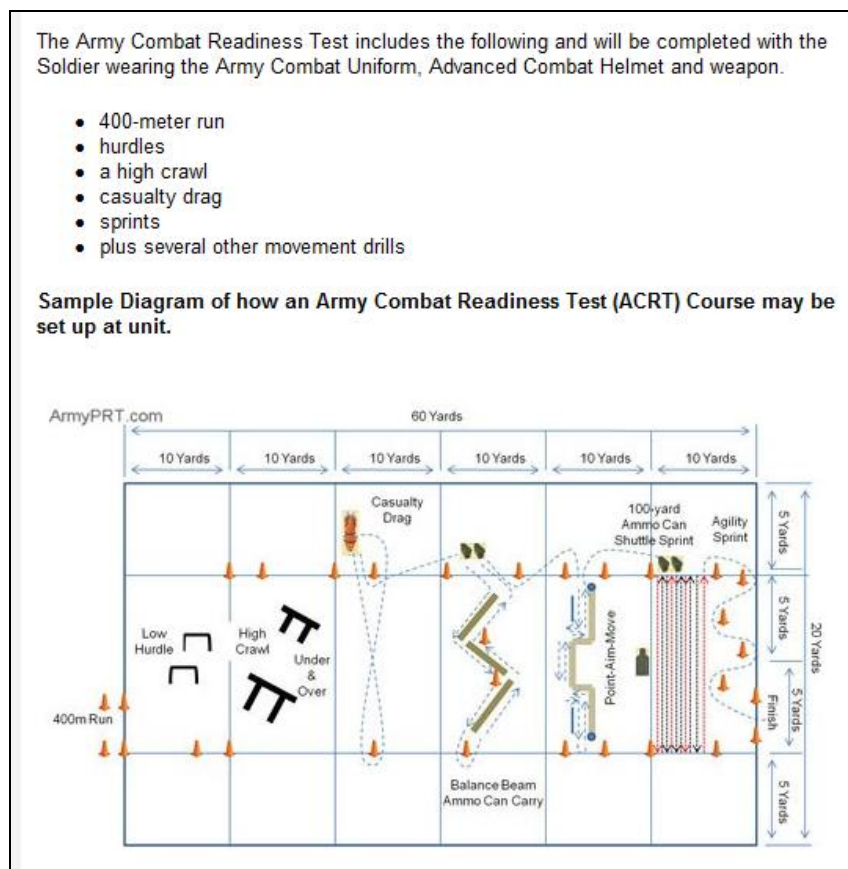 The Army Combat Readiness Test includes the following and will be completed with the
Soldier wearing the Army Combat Uniform, Advanced Combat Helmet and weapon.
• 400-meter run
• hurdles
• a high crawl
• casualty drag
• sprints
• plus several other movement drills
Sample Diagram of how an Army Combat Readiness Test (ACRT) Course may be
set up at unit.
ArmyPRT.com
60 Yards
10 Yards
10 Yards
10 Yards
10 Yards
10 Yards
10 Yards
Casualty
Drag
100-yard
Ammo Can
Shuttle Sprint
Agility
Sprint
5 Yards
Low
Hurdle
High
Crawl
Under
&
Over
Point-Aim-Move
5 Yards
20 Yards
400m Run
Finish
5 Yards
Balance Beam
Ammo Can Carry
5 Yards